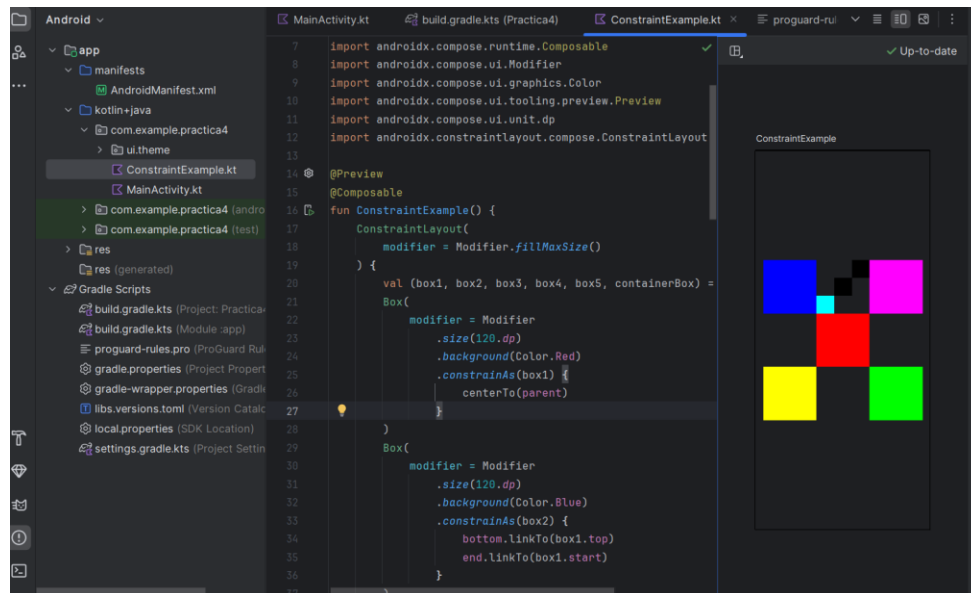 Android
MainActivity.kt
build.gradle.kts (Practica4)
ConstraintExample.kt
proguard-rul
app
manifests
AndroidManifest.xml
kotlin+java
com.example.practica4
ui.theme
ConstraintExample.kt
MainActivity.kt
com.example.practica4 (andro
com.example.practica4 (test)
res
res (generated)
Gradle Scripts
build.gradle.kts (Project: Practica4
build.gradle.kts (Module :app)
proguard-rules.pro (ProGuard Rul
gradle.properties (Project Propert
gradle-wrapper.properties (Gradle
libs.versions.toml (Version Catalo
local.properties (SDK Location)
settings.gradle.kts (Project Settin
7 import androidx.compose.runtime.Composable
8 import androidx.compose.ui.Modifier
9 import androidx.compose.ui.graphics.Color
10 import androidx.compose.ui.tooling.preview.Preview
11 import androidx.compose.ui.unit.dp
12 import androidx.constraintlayout.compose.ConstraintLayout
13
14 @Preview
15 @Composable
16 fun ConstraintExample() {
17 ConstraintLayout(
18 modifier = Modifier.fillMaxSize()
19 ) {
20 val (box1, box2, box3, box4, box5, containerBox) =
21 Box(
22 modifier = Modifier
23 .size(120.dp)
24 .background(Color.Red)
25 .constrainAs(box1) {
26 centerTo(parent)
27 }
28 )
29 Box(
30 modifier = Modifier
31 .size(120.dp)
32 .background(Color.Blue)
33 .constrainAs(box2) {
34 bottom.linkTo(box1.top)
35 end.linkTo(box1.start)
36 }
Up-to-date
ConstraintExample